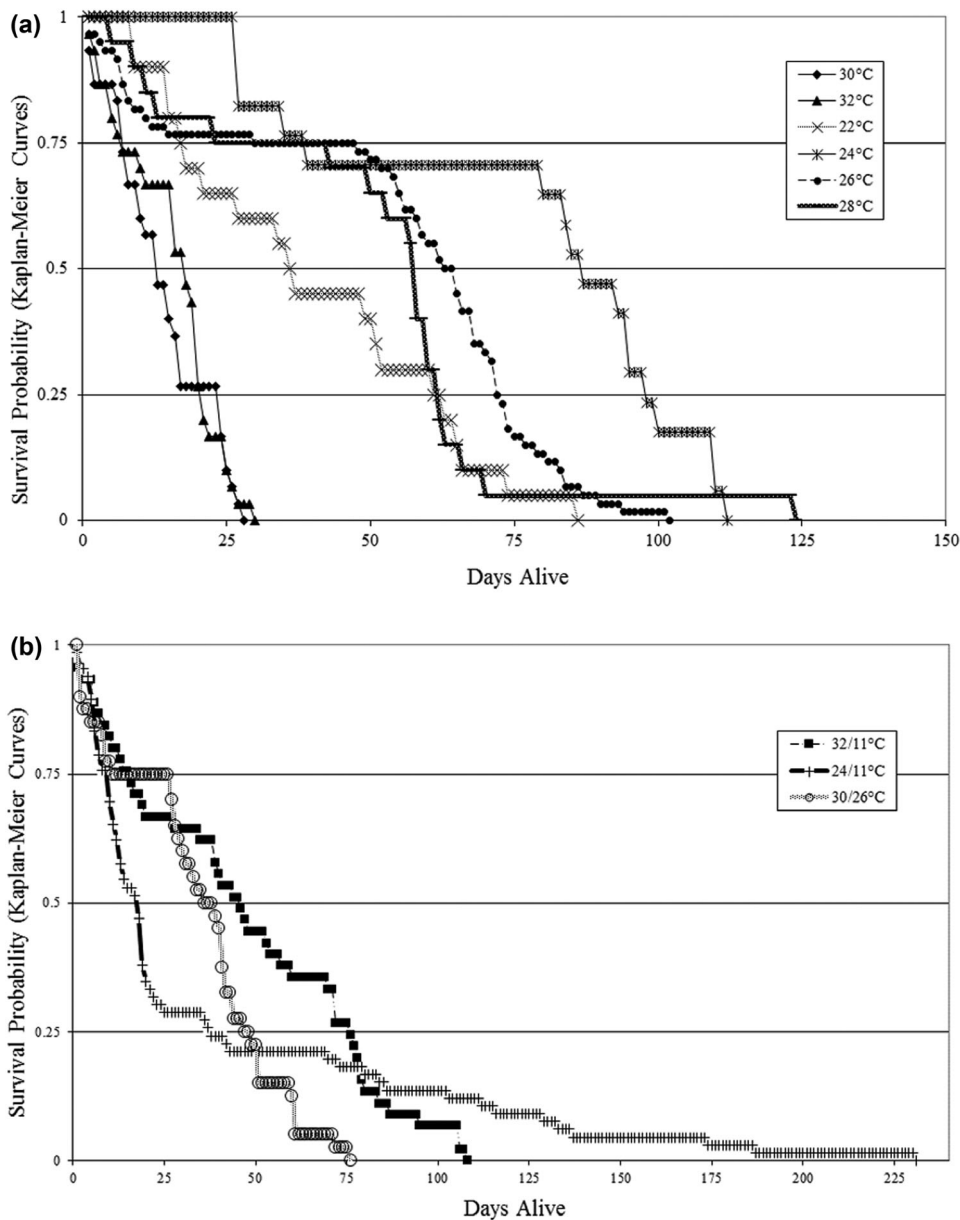 (a)
Survival Probability (Kaplan-Meier Curves)
1
0.75
0.5
0.25
0
30°C
32°C
22°C
24°C
26°C
28°C
0 25 50 75 100 125 150
Days Alive
(b)
Survival Probability (Kaplan-Meier Curves)
1
0.75
0.5
0.25
0
32/11°C
24/11°C
30/26°C
0 25 50 75 100 125 150 175 200 225
Days Alive